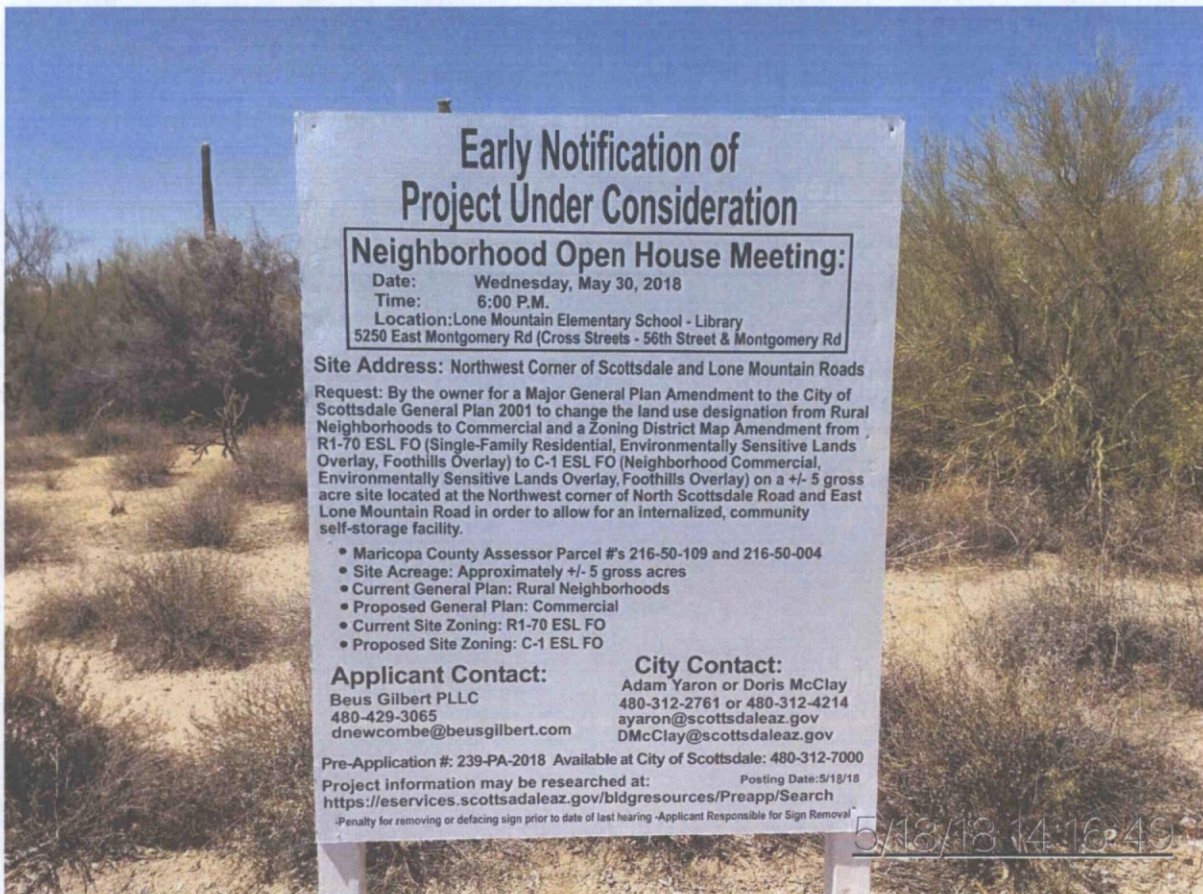 Early Notification of
Project Under Consideration
Neighborhood Open House Meeting:
Date: Wednesday, May 30, 2018
Time: 6:00 P.M.
Location:Lone Mountain Elementary School - Library
5250 East Montgomery Rd (Cross Streets - 56th Street & Montgomery Rd
Site Address: Northwest Corner of Scottsdale and Lone Mountain Roads
Request: By the owner for a Major General Plan Amendment to the City of
Scottsdale General Plan 2001 to change the land use designation from Rural
Neighborhoods to Commercial and a Zoning District Map Amendment from
R1-70 ESL FO (Single-Family Residential, Environmentally Sensitive Lands
Overlay, Foothills Overlay) to C-1 ESL FO (Neighborhood Commercial,
Environmentally Sensitive Lands Overlay, Foothills Overlay) on a +/- 5 gross
acre site located at the Northwest corner of North Scottsdale Road and East
Lone Mountain Road in order to allow for an internalized, community
self-storage facility.
• Maricopa County Assessor Parcel #'s 216-50-109 and 216-50-004
• Site Acreage: Approximately +/- 5 gross acres
• Current General Plan: Rural Neighborhoods
• Proposed General Plan: Commercial
• Current Site Zoning: R1-70 ESL FO
• Proposed Site Zoning: C-1 ESL FO
Applicant Contact:
Beus Gilbert PLLC
480-429-3065
dnewcombe@beusgilbert.com
City Contact:
Adam Yaron or Doris McClay
480-312-2761 or 480-312-4214
ayaron@scottsdaleaz.gov
DMcClay@scottsdaleaz.gov
Pre-Application #: 239-PA-2018 Available at City of Scottsdale: 480-312-7000
Project information may be researched at: Posting Date:5/18/18
https://eservices.scottsadaleaz.gov/bldgresources/Preapp/Search
-Penalty for removing or defacing sign prior to date of last hearing -Applicant Responsible for Sign Removal
5/18/18 14:16:49